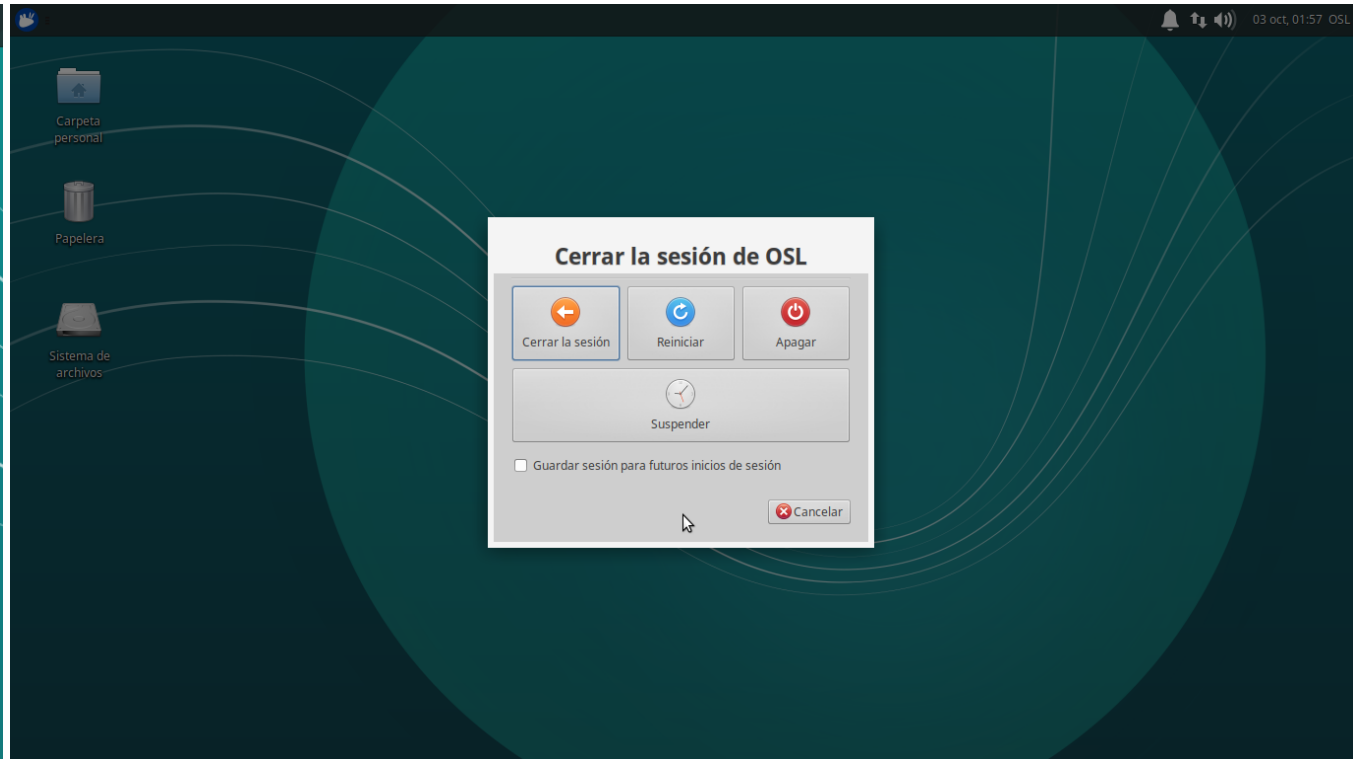 03 oct, 01:57 OSL
Carpeta
personal
Papelera
Sistema de
archivos
Cerrar la sesión de OSL
Cerrar la sesión
Reiniciar
Apagar
Suspender
Guardar sesión para futuros inicios de sesión
Cancelar